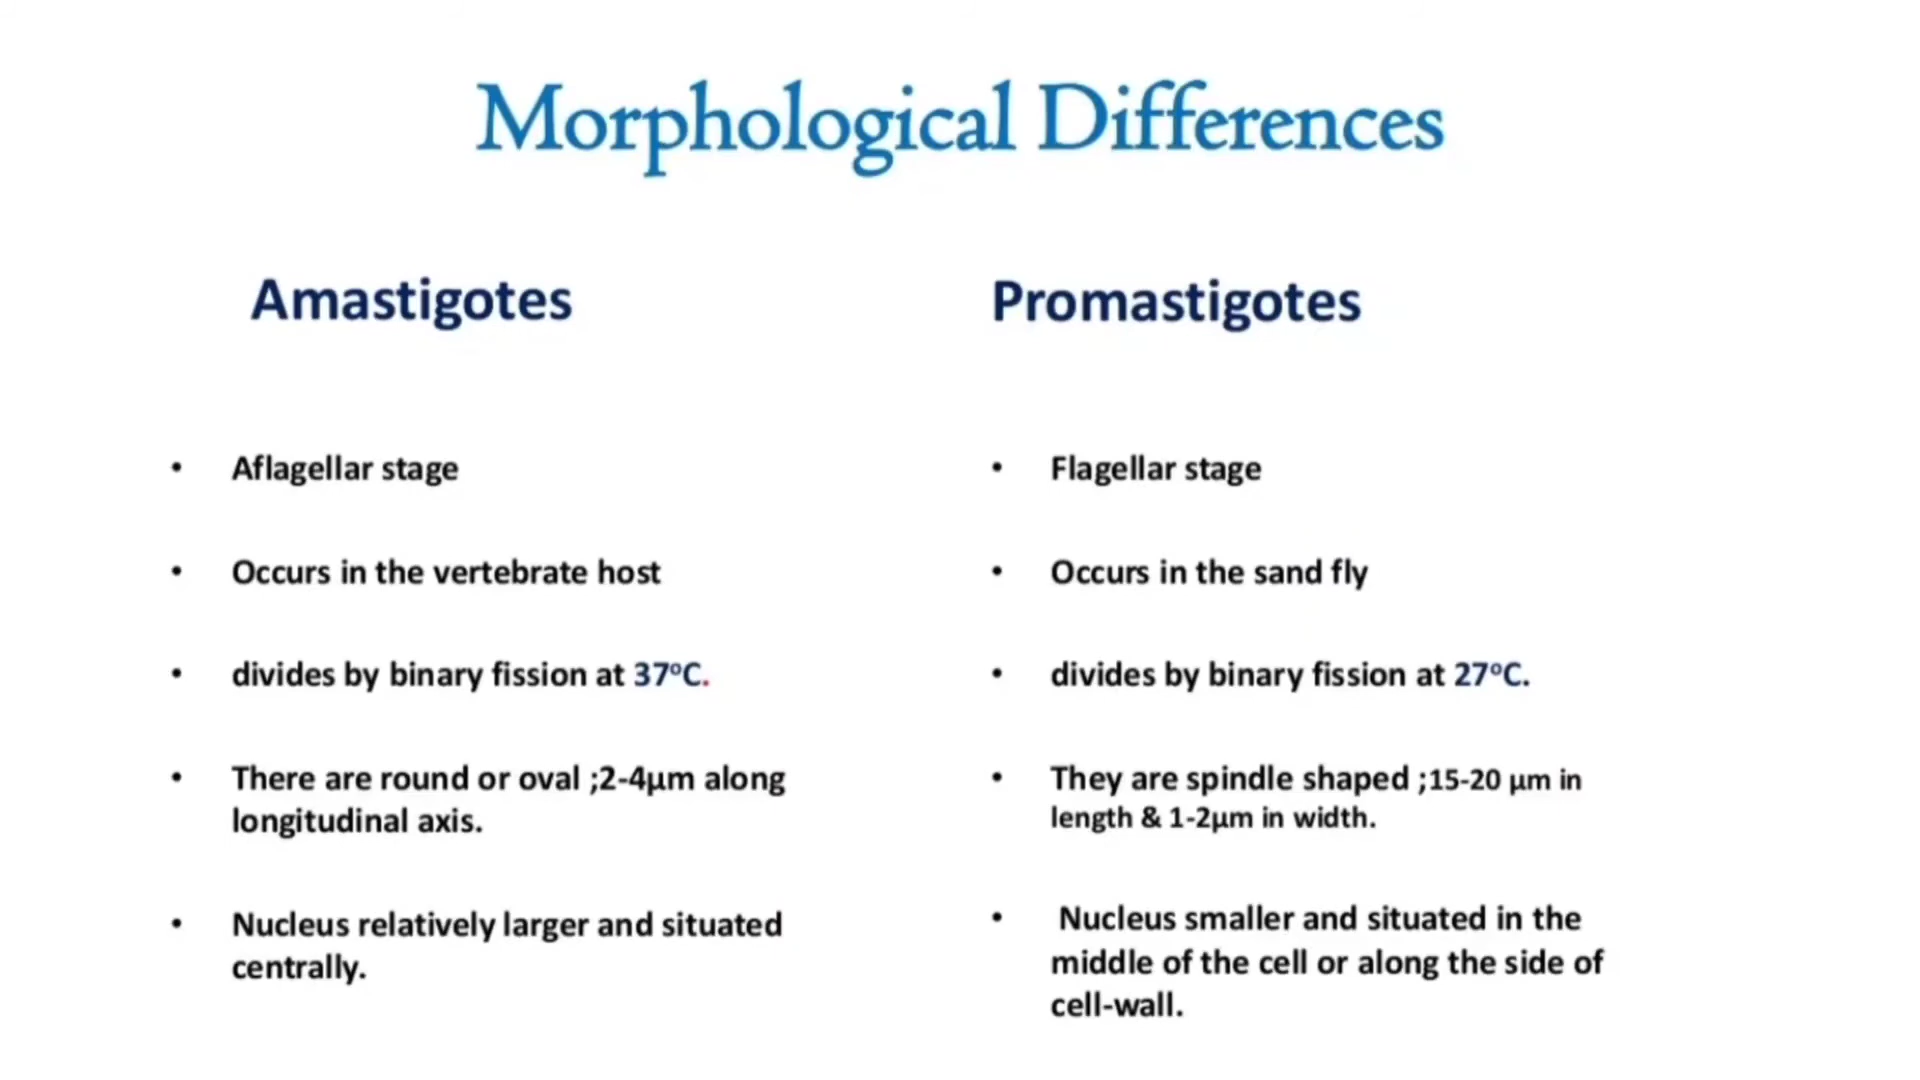 Morphological Differences
Amastigotes
• Aflagellar stage
• Occurs in the vertebrate host
• divides by binary fission at 37°C.
• There are round or oval ;2-4µm along
longitudinal axis.
• Nucleus relatively larger and situated
centrally.
Promastigotes
• Flagellar stage
• Occurs in the sand fly
• divides by binary fission at 27°C.
• They are spindle shaped ;15-20 µm in
length & 1-2µm in width.
• Nucleus smaller and situated in the
middle of the cell or along the side of
cell-wall.